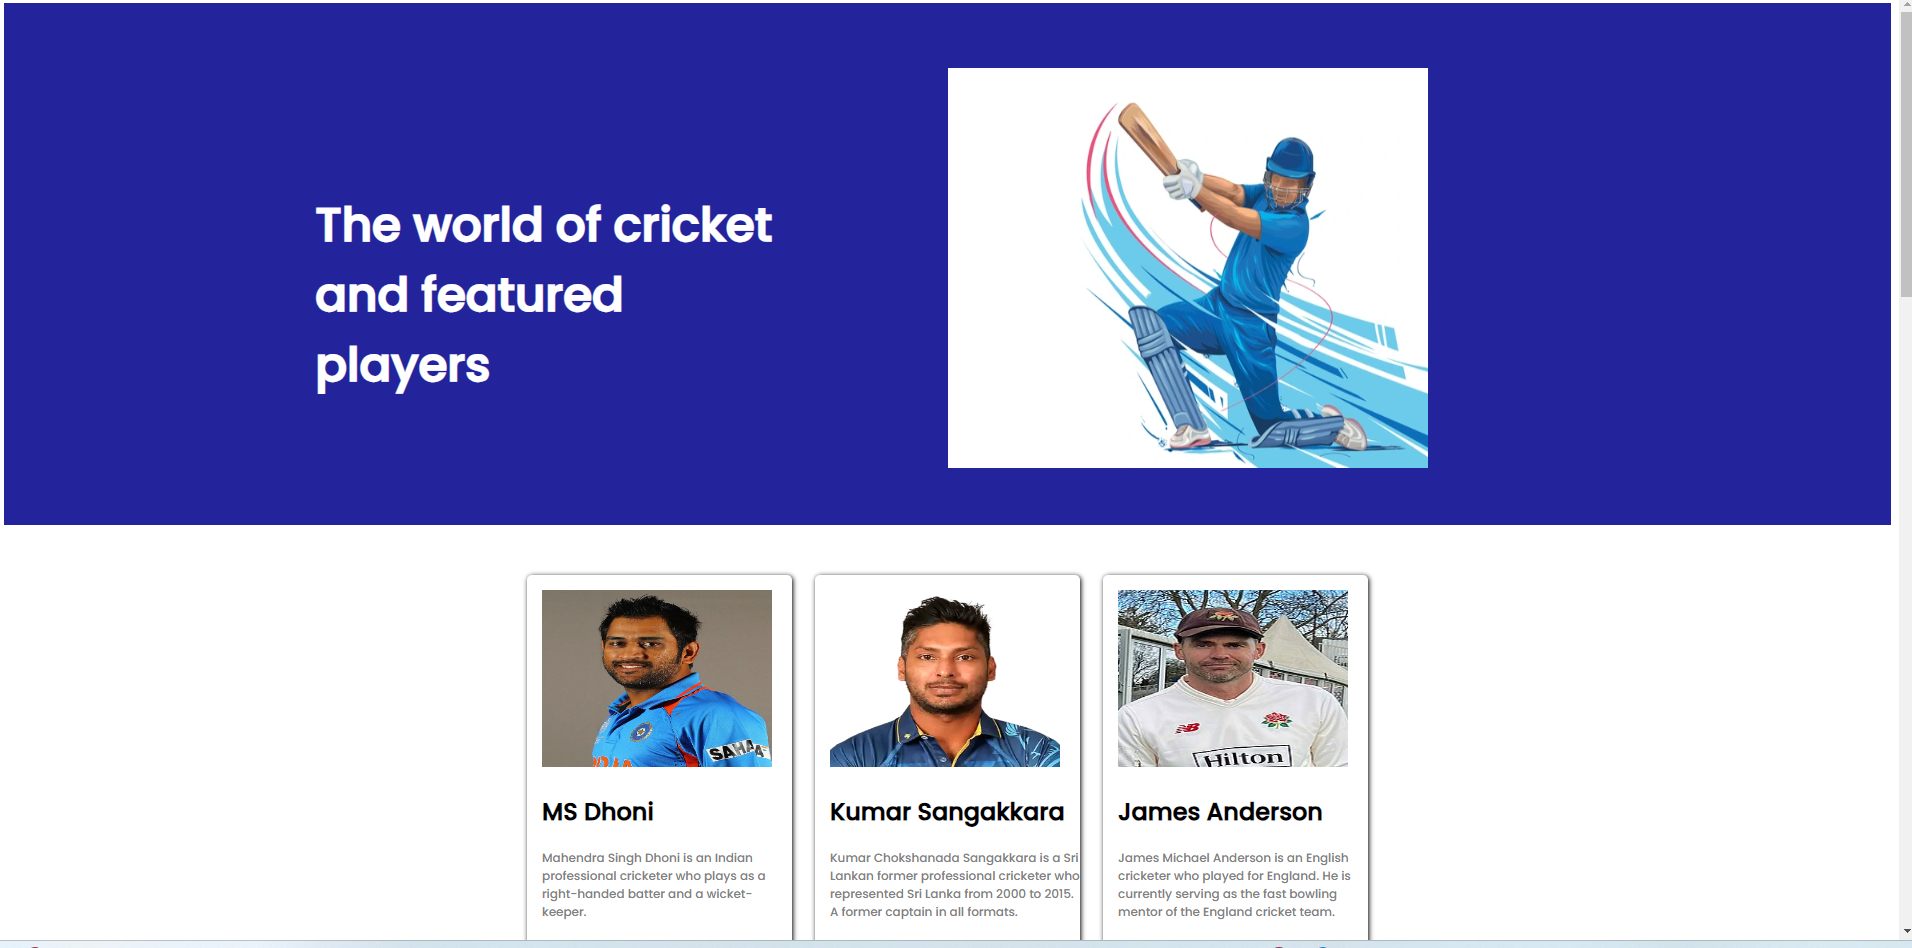 The world of cricket
and featured
players
SAHA
Hilton
MS Dhoni
Mahendra Singh Dhoni is an Indian
professional cricketer who plays as a
right-handed batter and a wicket-
keeper.
Kumar Sangakkara
Kumar Chokshanada Sangakkara is a Sri
Lankan former professional cricketer who
represented Sri Lanka from 2000 to 2015.
A former captain in all formats.
James Anderson
James Michael Anderson is an English
cricketer who played for England. He is
currently serving as the fast bowling
mentor of the England cricket team.